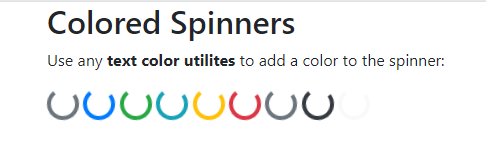 Colored Spinners
Use any text color utilites to add a color to the spinner: